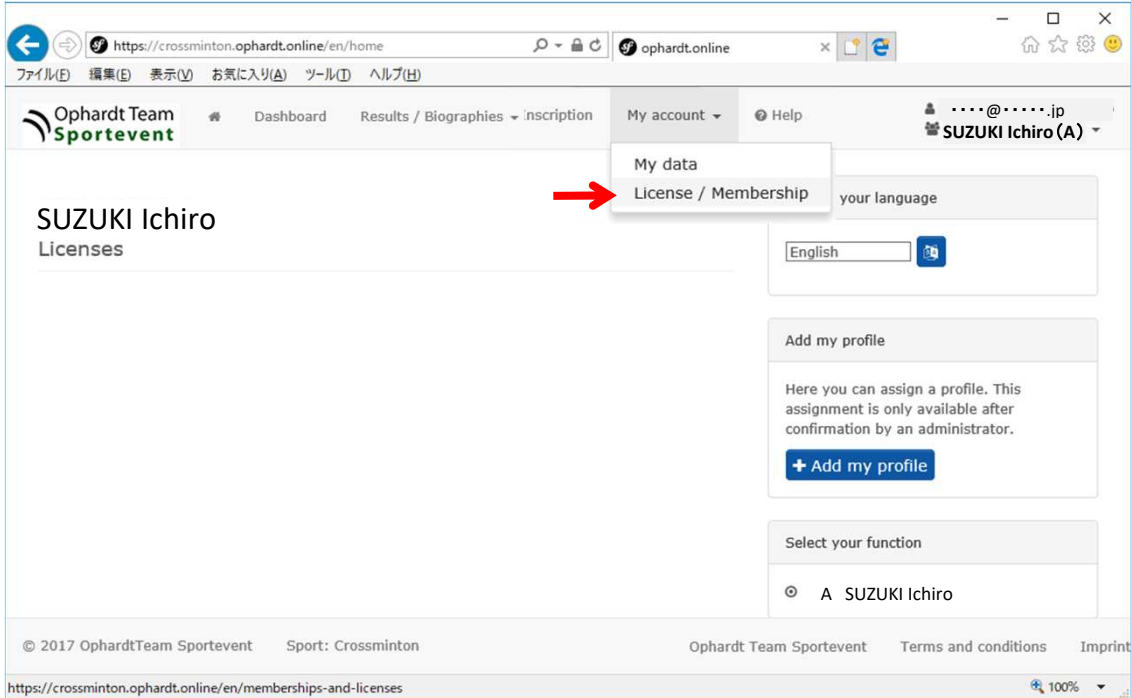 https://crossminton.ophardt.online/en/home
ophardt.online
ファイル(F) 編集(E) 表示(V) お気に入り(A) ツール(T) ヘルプ(H)
Ophardt Team
Sportevent
Dashboard
Results / Biographies
nscription
My account
Help
････@･････.jp
SUZUKI Ichiro（A）
My data
License / Membership
SUZUKI Ichiro
Licenses
your language
English
Add my profile
Here you can assign a profile. This
assignment is only available after
confirmation by an administrator.
+ Add my profile
Select your function
A SUZUKI Ichiro
© 2017 OphardtTeam Sportevent Sport: Crossminton
Ophardt Team Sportevent Terms and conditions Imprint
https://crossminton.ophardt.online/en/memberships-and-licenses
100%